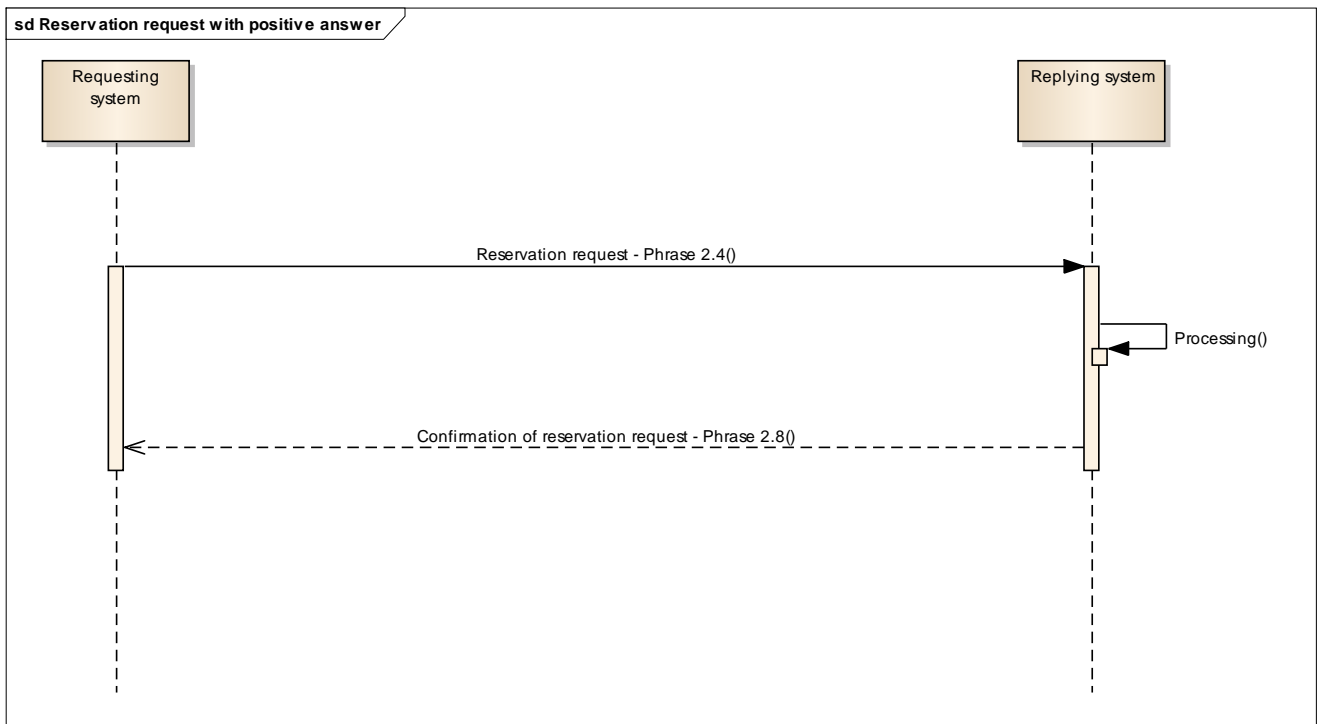 sd Reservation request with positive answer
Requesting
system
Replying system
Reservation request - Phrase 2.4()
Processing()
Confirmation of reservation request - Phrase 2.8()